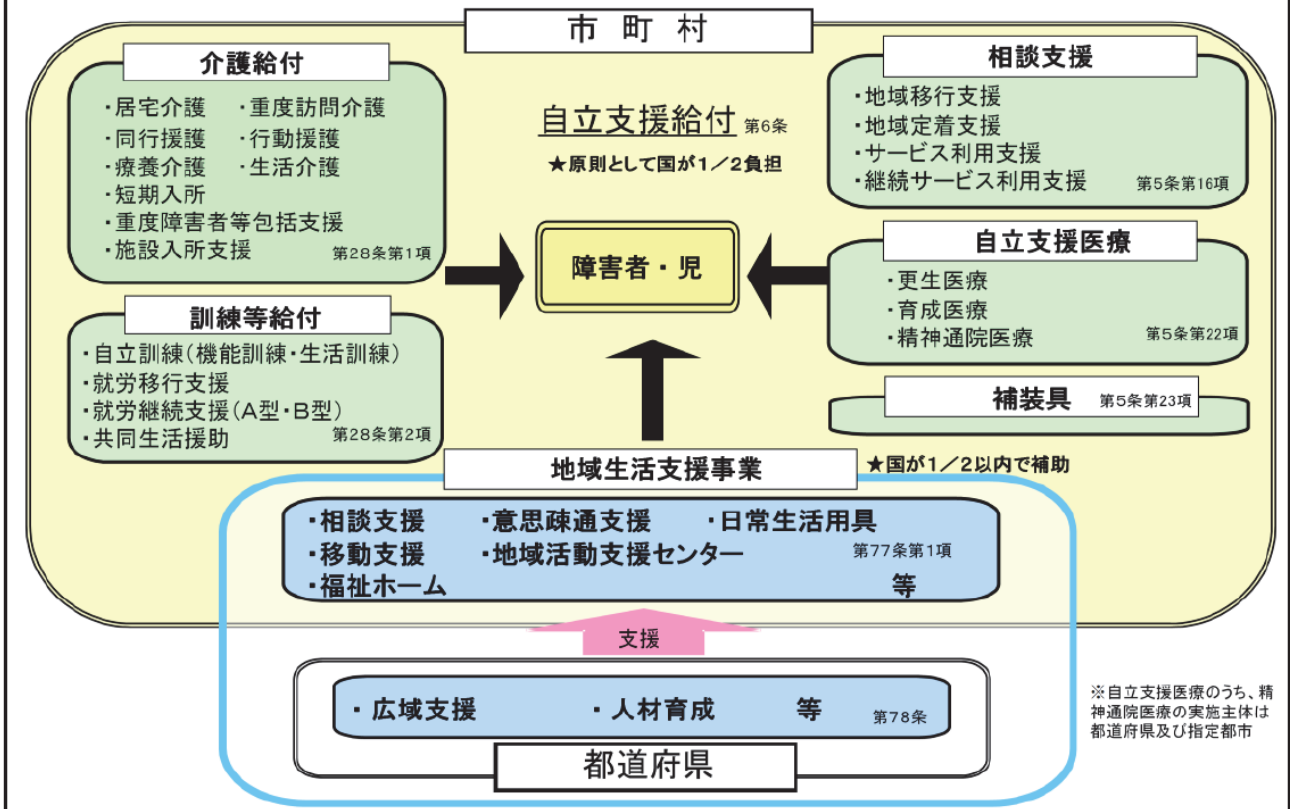 市 町 村
介護給付
・居宅介護 ・重度訪問介護
・同行援護 ・行動援護
・療養介護 ・生活介護
・短期入所
・重度障害者等包括支援
・施設入所支援 第28条第1項
訓練等給付
・自立訓練(機能訓練・生活訓練)
・就労移行支援
・就労継続支援(A型・B型)
・共同生活援助 第28条第2項
自立支援給付 第6条
★原則として国が1/2負担
障害者・児
相談支援
・地域移行支援
・地域定着支援
・サービス利用支援
・継続サービス利用支援 第5条第16項
自立支援医療
・更生医療
・育成医療
・精神通院医療 第5条第22項
補装具 第5条第23項
地域生活支援事業 ★国が1/2以内で補助
・相談支援 ・意思疎通支援 ・日常生活用具
・移動支援 ・地域活動支援センター 第77条第1項
・福祉ホーム 等
支援
・広域支援 ・人材育成 等 第78条
都道府県
※自立支援医療のうち、精
神通院医療の実施主体は
都道府県及び指定都市